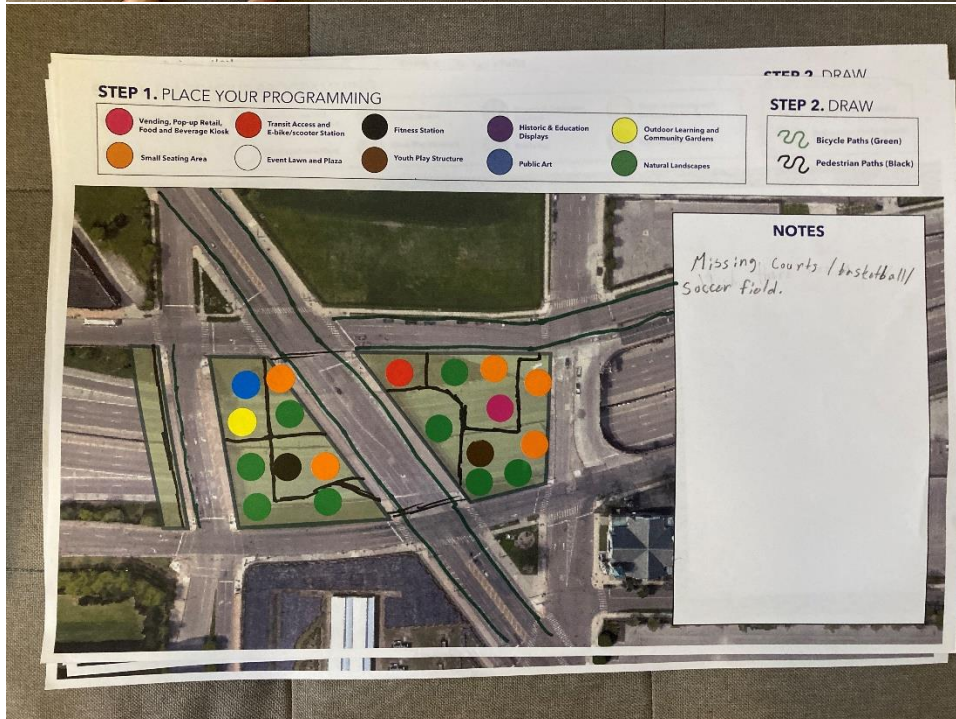 STEP 2. DRAW
STEP 1. PLACE YOUR PROGRAMMING
Vending, Pop-up Retail,
Food and Beverage Kiosk
Transit Access and
E-bike/scooter Station
Fitness Station
Historic & Education
Displays
Outdoor Learning and
Community Gardens
Small Seating Area
Event Lawn and Plaza
Youth Play Structure
Public Art
Natural Landscapes
STEP 2. DRAW
Bicycle Paths (Green)
Pedestrian Paths (Black)
NOTES
Missing Courts / basketball/
Soccer field.